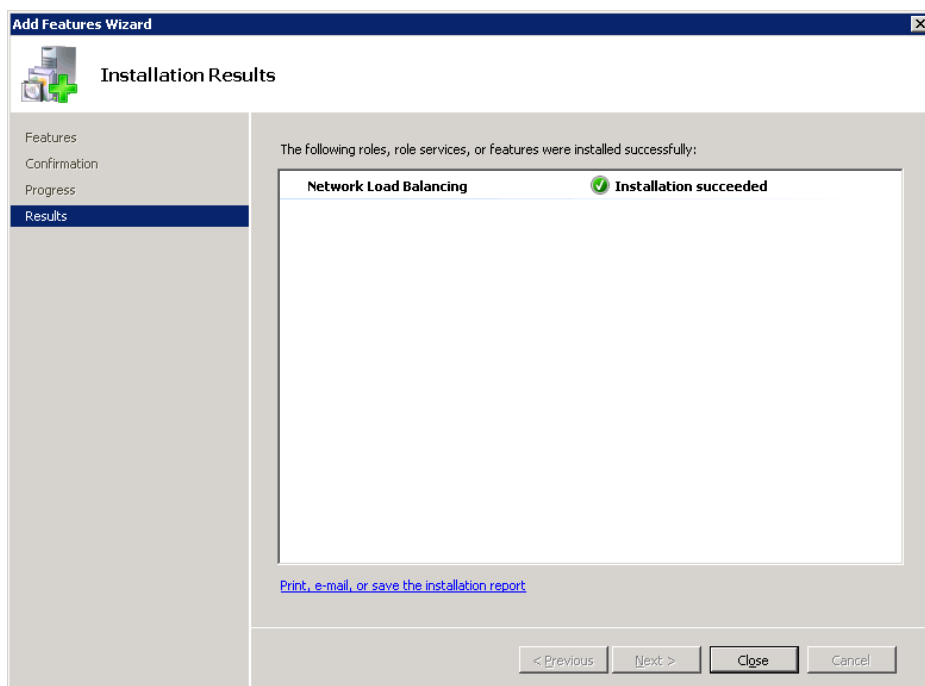 Add Features Wizard
Installation Results
Features
Confirmation
Progress
Results
The following roles, role services, or features were installed successfully:
Network Load Balancing Installation succeeded
Print, e-mail, or save the installation report
< Previous Next > Close Cancel